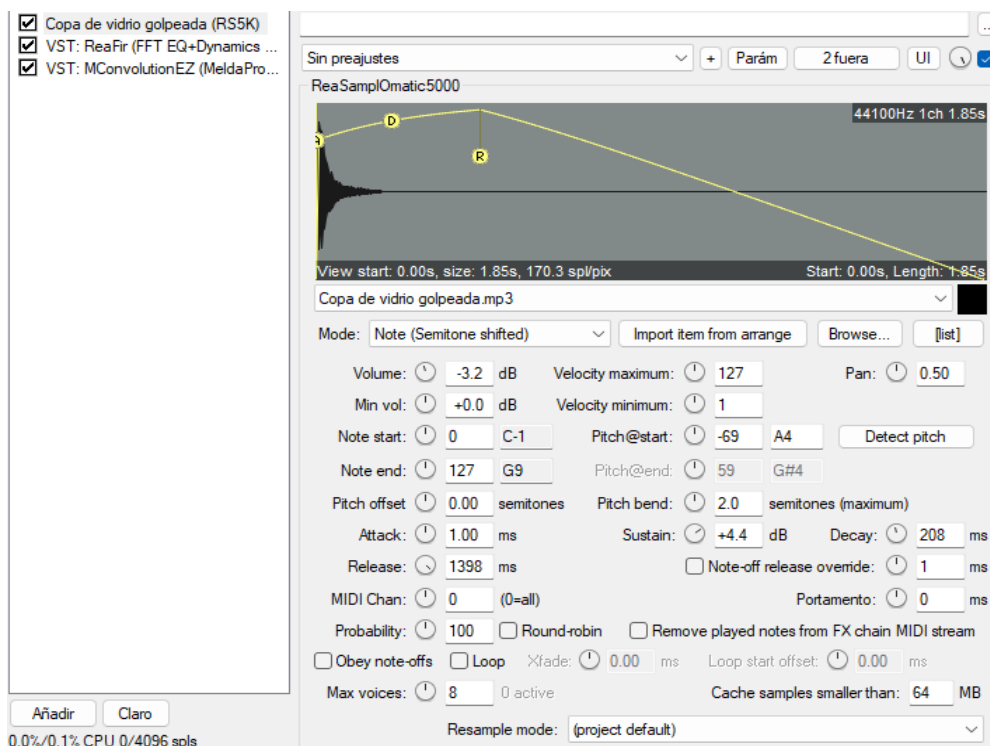 Copa de vidrio golpeada (RS5K)
VST: ReaFir (FFT EQ+Dynamics ...
VST: MConvolutionEZ (MeldaPro...
Sin preajustes + Parám 2 fuera UI
ReaSamplOmatic5000
44100Hz 1ch 1.85s
A D R
View start: 0.00s, size: 1.85s, 170.3 spl/pix Start: 0.00s, Length: 1.85s
Copa de vidrio golpeada.mp3
Mode: Note (Semitone shifted) Import item from arrange Browse... [list]
Volume: -3.2 dB Velocity maximum: 127 Pan: 0.50
Min vol: +0.0 dB Velocity minimum: 1
Note start: 0 C-1 Pitch@start: -69 A4 Detect pitch
Note end: 127 G9 Pitch@end: 59 G#4
Pitch offset 0.00 semitones Pitch bend: 2.0 semitones (maximum)
Attack: 1.00 ms Sustain: +4.4 dB Decay: 208 ms
Release: 1398 ms Note-off release override: 1 ms
MIDI Chan: 0 (0=all) Portamento: 0 ms
Probability: 100 Round-robin Remove played notes from FX chain MIDI stream
Obey note-offs Loop Xfade: 0.00 ms Loop start offset: 0.00 ms
Max voices: 8 0 active Cache samples smaller than: 64 MB
Resample mode: (project default)
Añadir Claro
0.0%/0.1% CPU 0/4096 spls